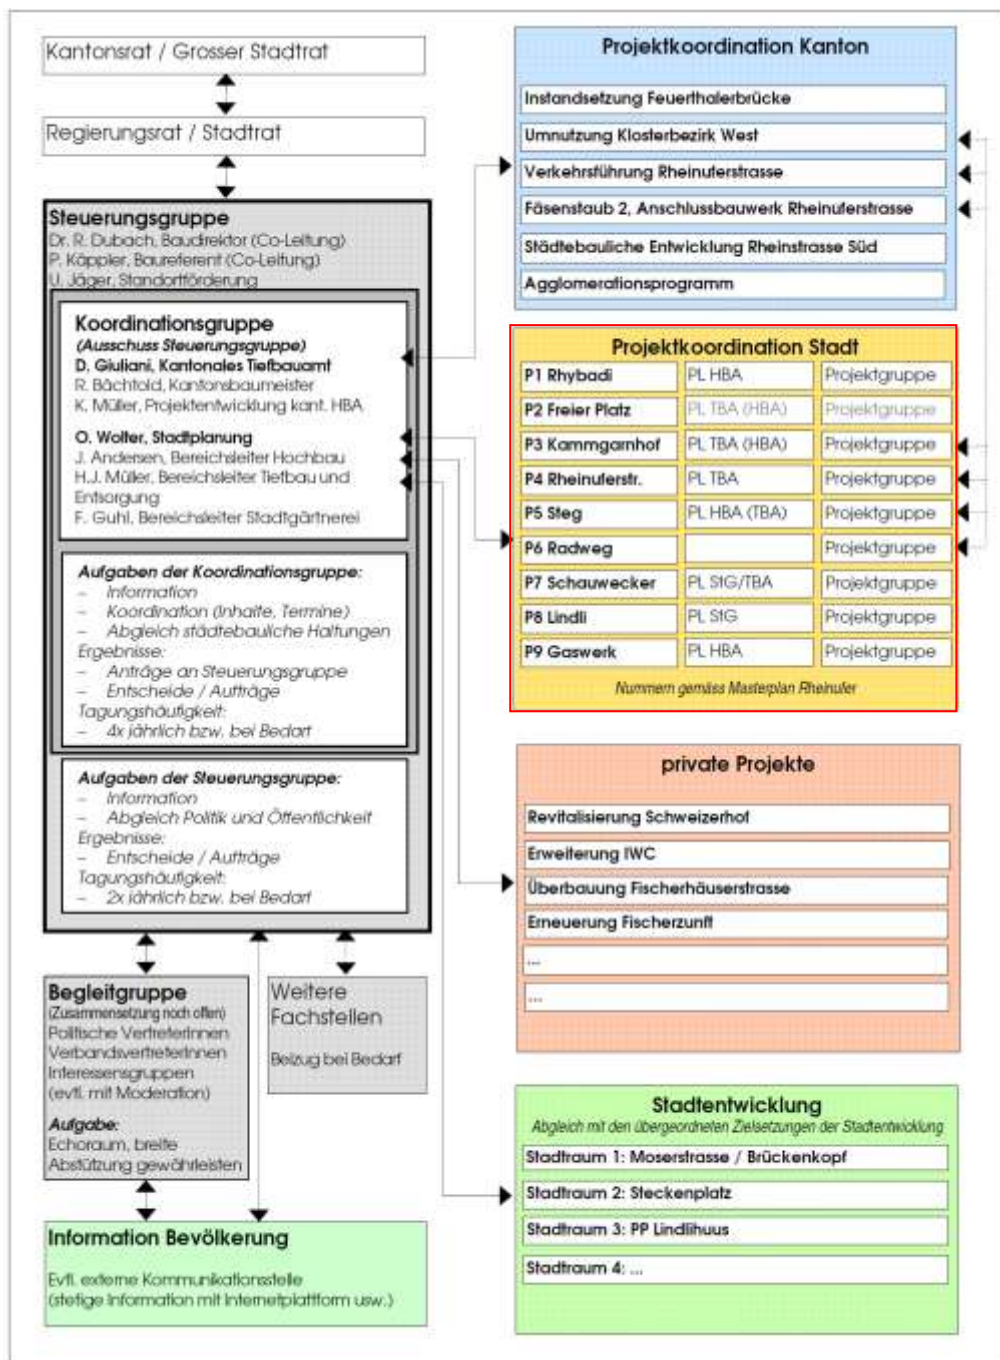 Kantonsrat / Grosser Stadtrat
Regierungsrat / Stadtrat
Steuerungsgruppe
Dr. R. Dubach, Baudirektor (Co-Leitung)
P. Käppler, Baureferent (Co-Leitung)
U. Jäger, Standortförderung
Koordinationsgruppe
(Ausschuss Steuerungsgruppe)
D. Giuliani, Kantonales Tiefbauamt
R. Bächtold, Kantonsbaumeister
K. Müller, Projektentwicklung kant. HBA
O. Wolter, Stadtplanung
J. Andersen, Bereichsleiter Hochbau
H.J. Müller, Bereichsleiter Tiefbau und
Entsorgung
F. Guhl, Bereichsleiter Stadtgärtnerei
Aufgaben der Koordinationsgruppe:
– Information
– Koordination (Inhalte, Termine)
– Abgleich städtebauliche Haltungen
Ergebnisse:
– Anträge an Steuerungsgruppe
– Entscheide / Aufträge
Tagungshäufigkeit:
– 4x jährlich bzw. bei Bedarf
Aufgaben der Steuerungsgruppe:
– Information
– Abgleich Politik und Öffentlichkeit
Ergebnisse:
– Entscheide / Aufträge
Tagungshäufigkeit:
– 2x jährlich bzw. bei Bedarf
Begleitgruppe
(Zusammensetzung noch offen)
Politische VertreterInnen
VerbandsvertreterInnen
Interessensgruppen
(evtl. mit Moderation)
Aufgabe:
Echoraum, breite
Abstützung gewährleisten
Weitere
Fachstellen
Beizug bei Bedarf
Information Bevölkerung
Evtl. externe Kommunikationsstelle
(stetige Information mit Internetplattform usw.)
Projektkoordination Kanton
Instandsetzung Feuerthalerbrücke
Umnutzung Klosterbezirk West
Verkehrsführung Rheinuferstrasse
Fäsenstaub 2, Anschlussbauwerk Rheinuferstrasse
Städtebauliche Entwicklung Rheinstrasse Süd
Agglomerationsprogramm
Projektkoordination Stadt
P1 Rhybadi PL HBA Projektgruppe
P2 Freier Platz PL TBA (HBA) Projektgruppe
P3 Kammgarnhof PL TBA (HBA) Projektgruppe
P4 Rheinuferstr. PL TBA Projektgruppe
P5 Steg PL HBA (TBA) Projektgruppe
P6 Radweg Projektgruppe
P7 Schauwecker PL StG/TBA Projektgruppe
P8 Lindli PL StG Projektgruppe
P9 Gaswerk PL HBA Projektgruppe
Nummern gemäss Masterplan Rheinufer
private Projekte
Revitalisierung Schweizerhof
Erweiterung IWC
Überbauung Fischerhäuserstrasse
Erneuerung Fischerzunft
...
...
Stadtentwicklung
Abgleich mit den übergeordneten Zielsetzungen der Stadtentwicklung
Stadtraum 1: Moserstrasse / Brückenkopf
Stadtraum 2: Steckenplatz
Stadtraum 3: PP Lindlihuus
Stadtraum 4: ...